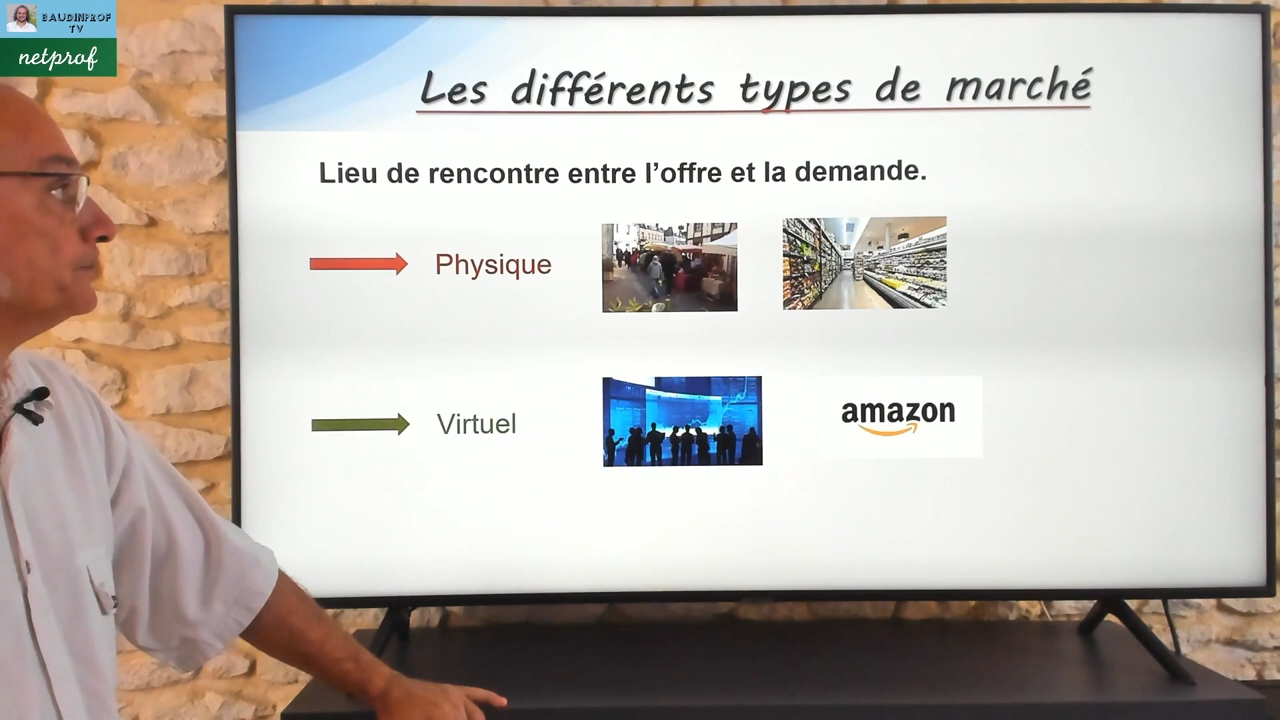 BAUDINPROF
TV
netprof
Les différents types de marché
Lieu de rencontre entre l'offre et la demande.
Physique
Virtuel
amazon